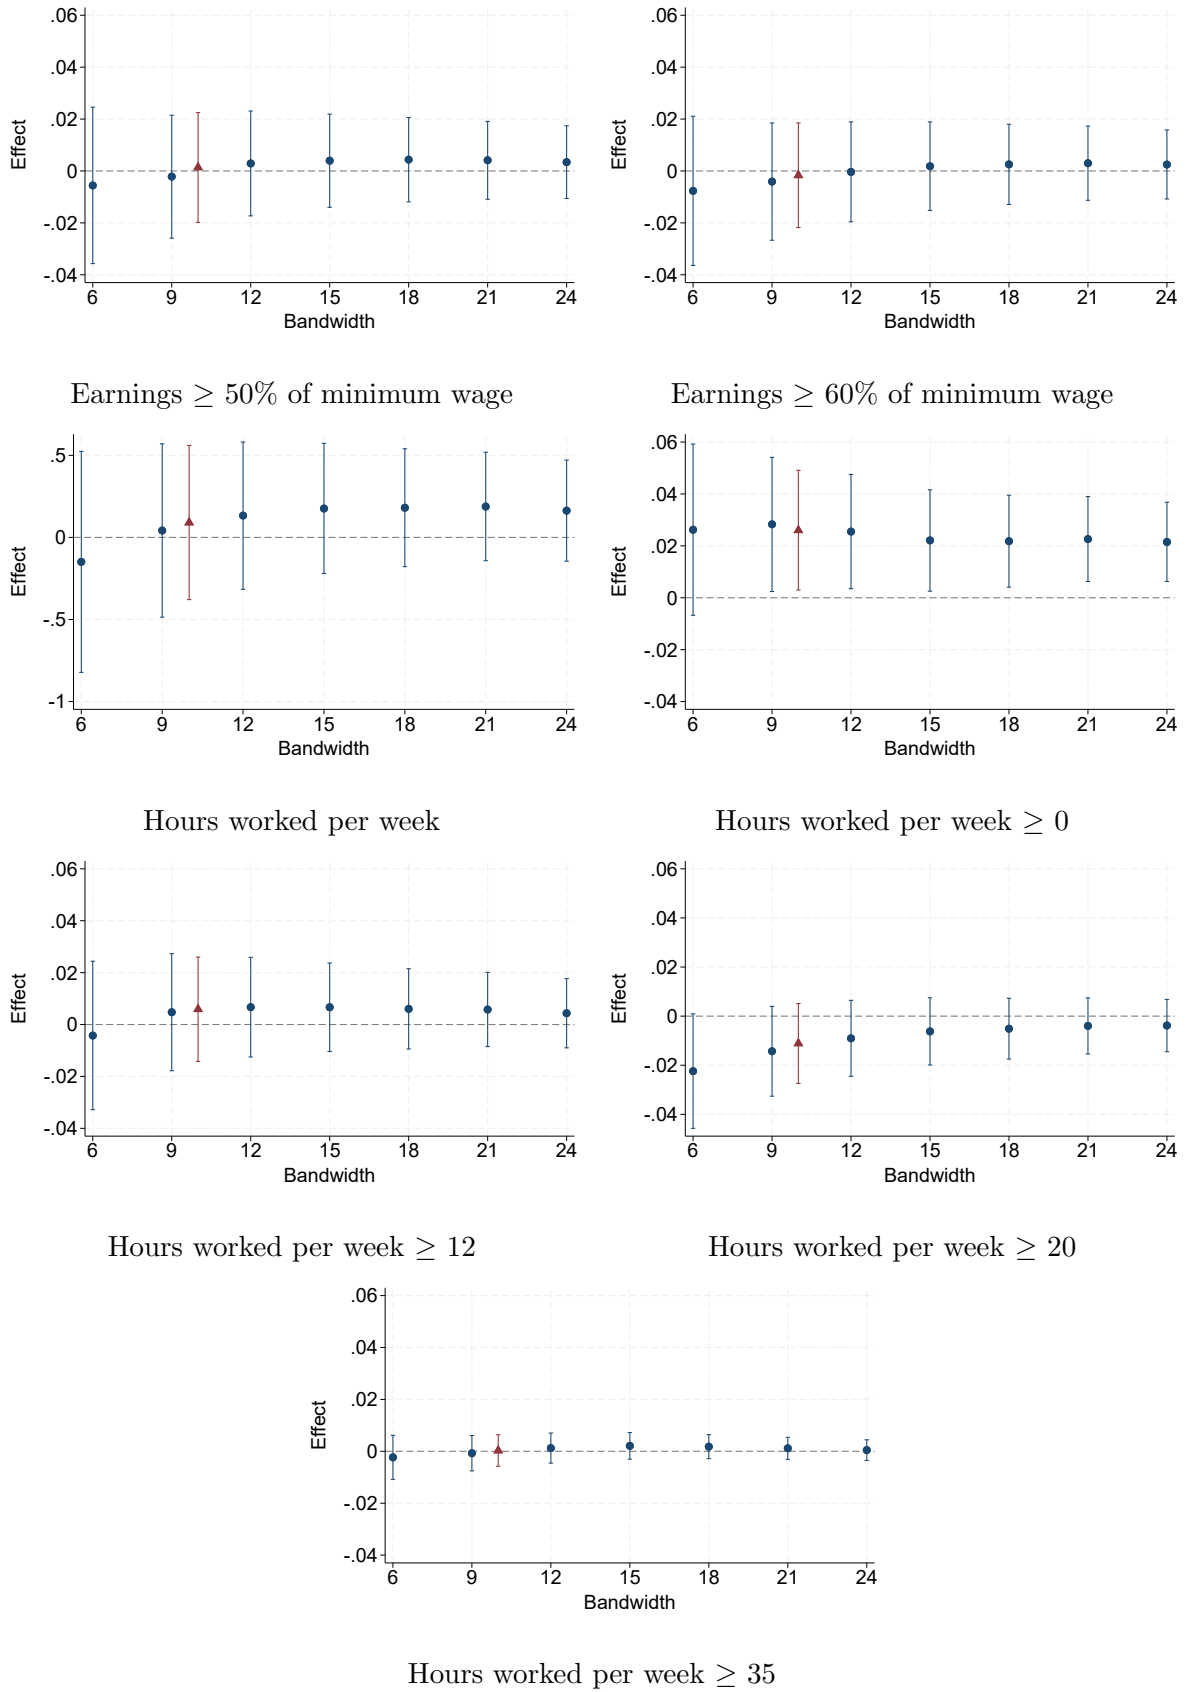 .06
.04
.02
0
-.02
-.04
Effect
6 9 12 15 18 21 24
Bandwidth
Earnings ≥ 50% of minimum wage
.06
.04
.02
0
-.02
-.04
Effect
6 9 12 15 18 21 24
Bandwidth
Earnings ≥ 60% of minimum wage
.5
0
-.5
-1
Effect
6 9 12 15 18 21 24
Bandwidth
Hours worked per week
.06
.04
.02
0
-.02
-.04
Effect
6 9 12 15 18 21 24
Bandwidth
Hours worked per week ≥ 0
.06
.04
.02
0
-.02
-.04
Effect
6 9 12 15 18 21 24
Bandwidth
Hours worked per week ≥ 12
.06
.04
.02
0
-.02
-.04
Effect
6 9 12 15 18 21 24
Bandwidth
Hours worked per week ≥ 20
.06
.04
.02
0
-.02
-.04
Effect
6 9 12 15 18 21 24
Bandwidth
Hours worked per week ≥ 35